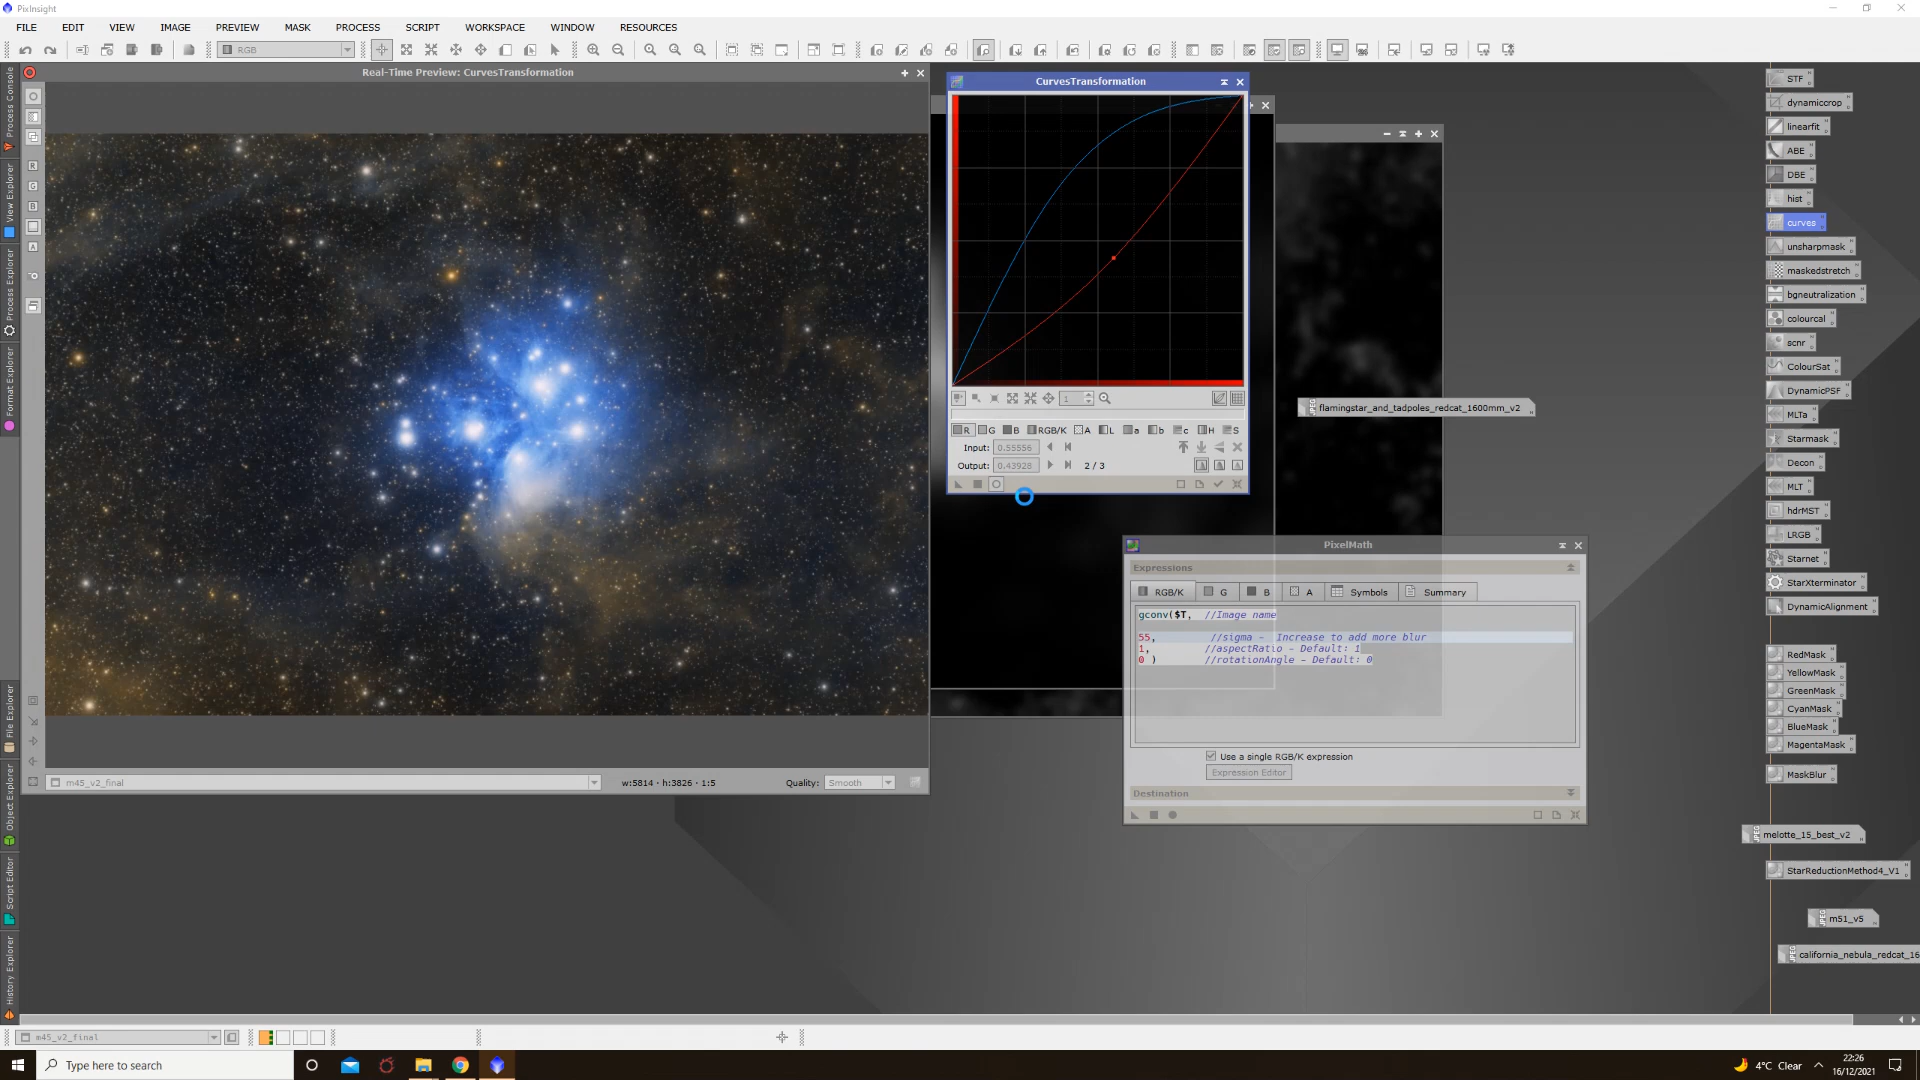 PixInsight
FILE EDIT VIEW IMAGE PREVIEW MASK PROCESS SCRIPT WORKSPACE WINDOW RESOURCES
RGB
Real-Time Preview: CurvesTransformation
Process Console
View Explorer
Process Explorer
Format Explorer
File Explorer
Object Explorer
Script Editor
History Explorer
R
G
B
A
m45_v2_final
w:5814 · h:3826 · 1:5
Quality: Smooth
CurvesTransformation
1
R G B RGB/K A L a b c H S
Input: 0.55556
Output: 0.43928 2 / 3
flamingstar_and_tadpoles_redcat_1600mm_v2
PixelMath
Expressions
RGB/K G B A Symbols Summary
gconv($T, //Image name
55, //sigma - Increase to add more blur
1, //aspectRatio - Default: 1
0 ) //rotationAngle - Default: 0
Use a single RGB/K expression
Expression Editor
Destination
STF
dynamiccrop
linearfit
ABE
DBE
hist
curves
unsharpmask
maskedstretch
bgneutralization
colourcal
scnr
ColourSat
DynamicPSF
MLTa
Starmask
Decon
MLT
hdrMST
LRGB
Starnet
StarXterminator
DynamicAlignment
RedMask
YellowMask
GreenMask
CyanMask
BlueMask
MagentaMask
MaskBlur
JPEG melotte_15_best_v2
StarReductionMethod4_V1
JPEG m51_v5
JPEG california_nebula_redcat_16
m45_v2_final
Type here to search
4°C Clear
22:26
16/12/2021